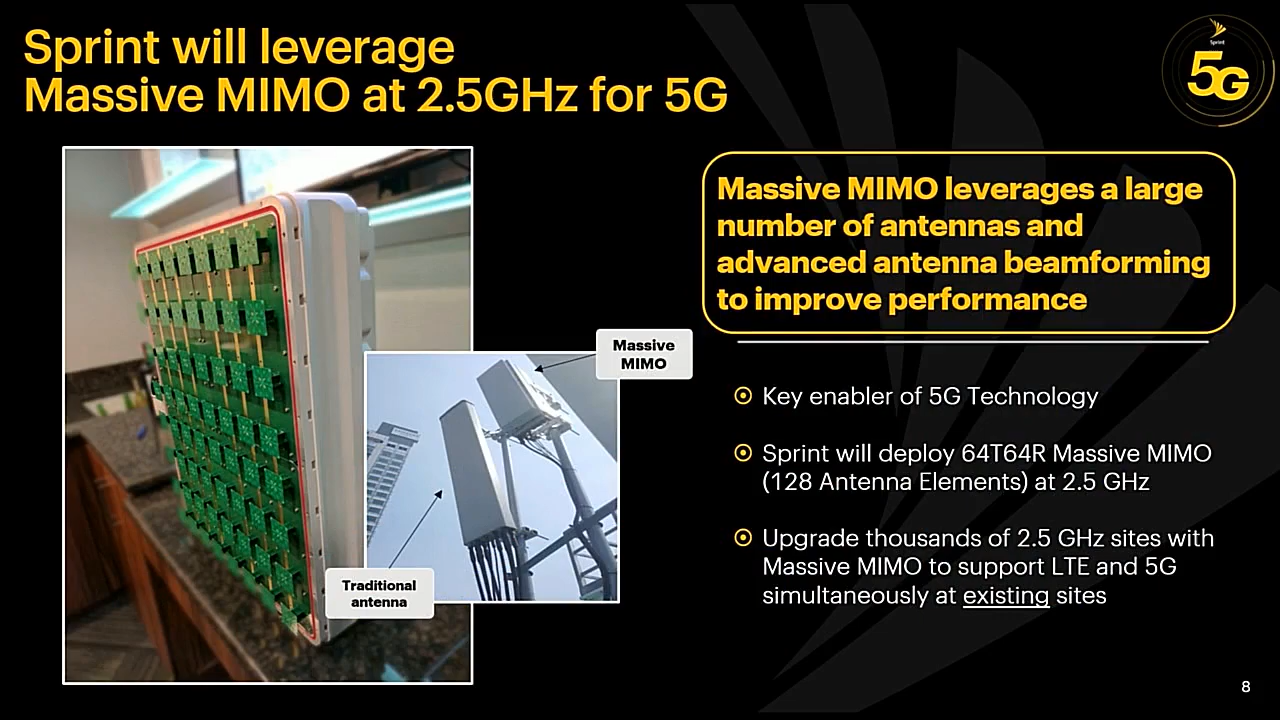 Sprint will leverage
Massive MIMO at 2.5GHz for 5G
Sprint
5G
Massive MIMO leverages a large
number of antennas and
advanced antenna beamforming
to improve performance
Massive
MIMO
Traditional
antenna
Key enabler of 5G Technology
Sprint will deploy 64T64R Massive MIMO
(128 Antenna Elements) at 2.5 GHz
Upgrade thousands of 2.5 GHz sites with
Massive MIMO to support LTE and 5G
simultaneously at existing sites
8